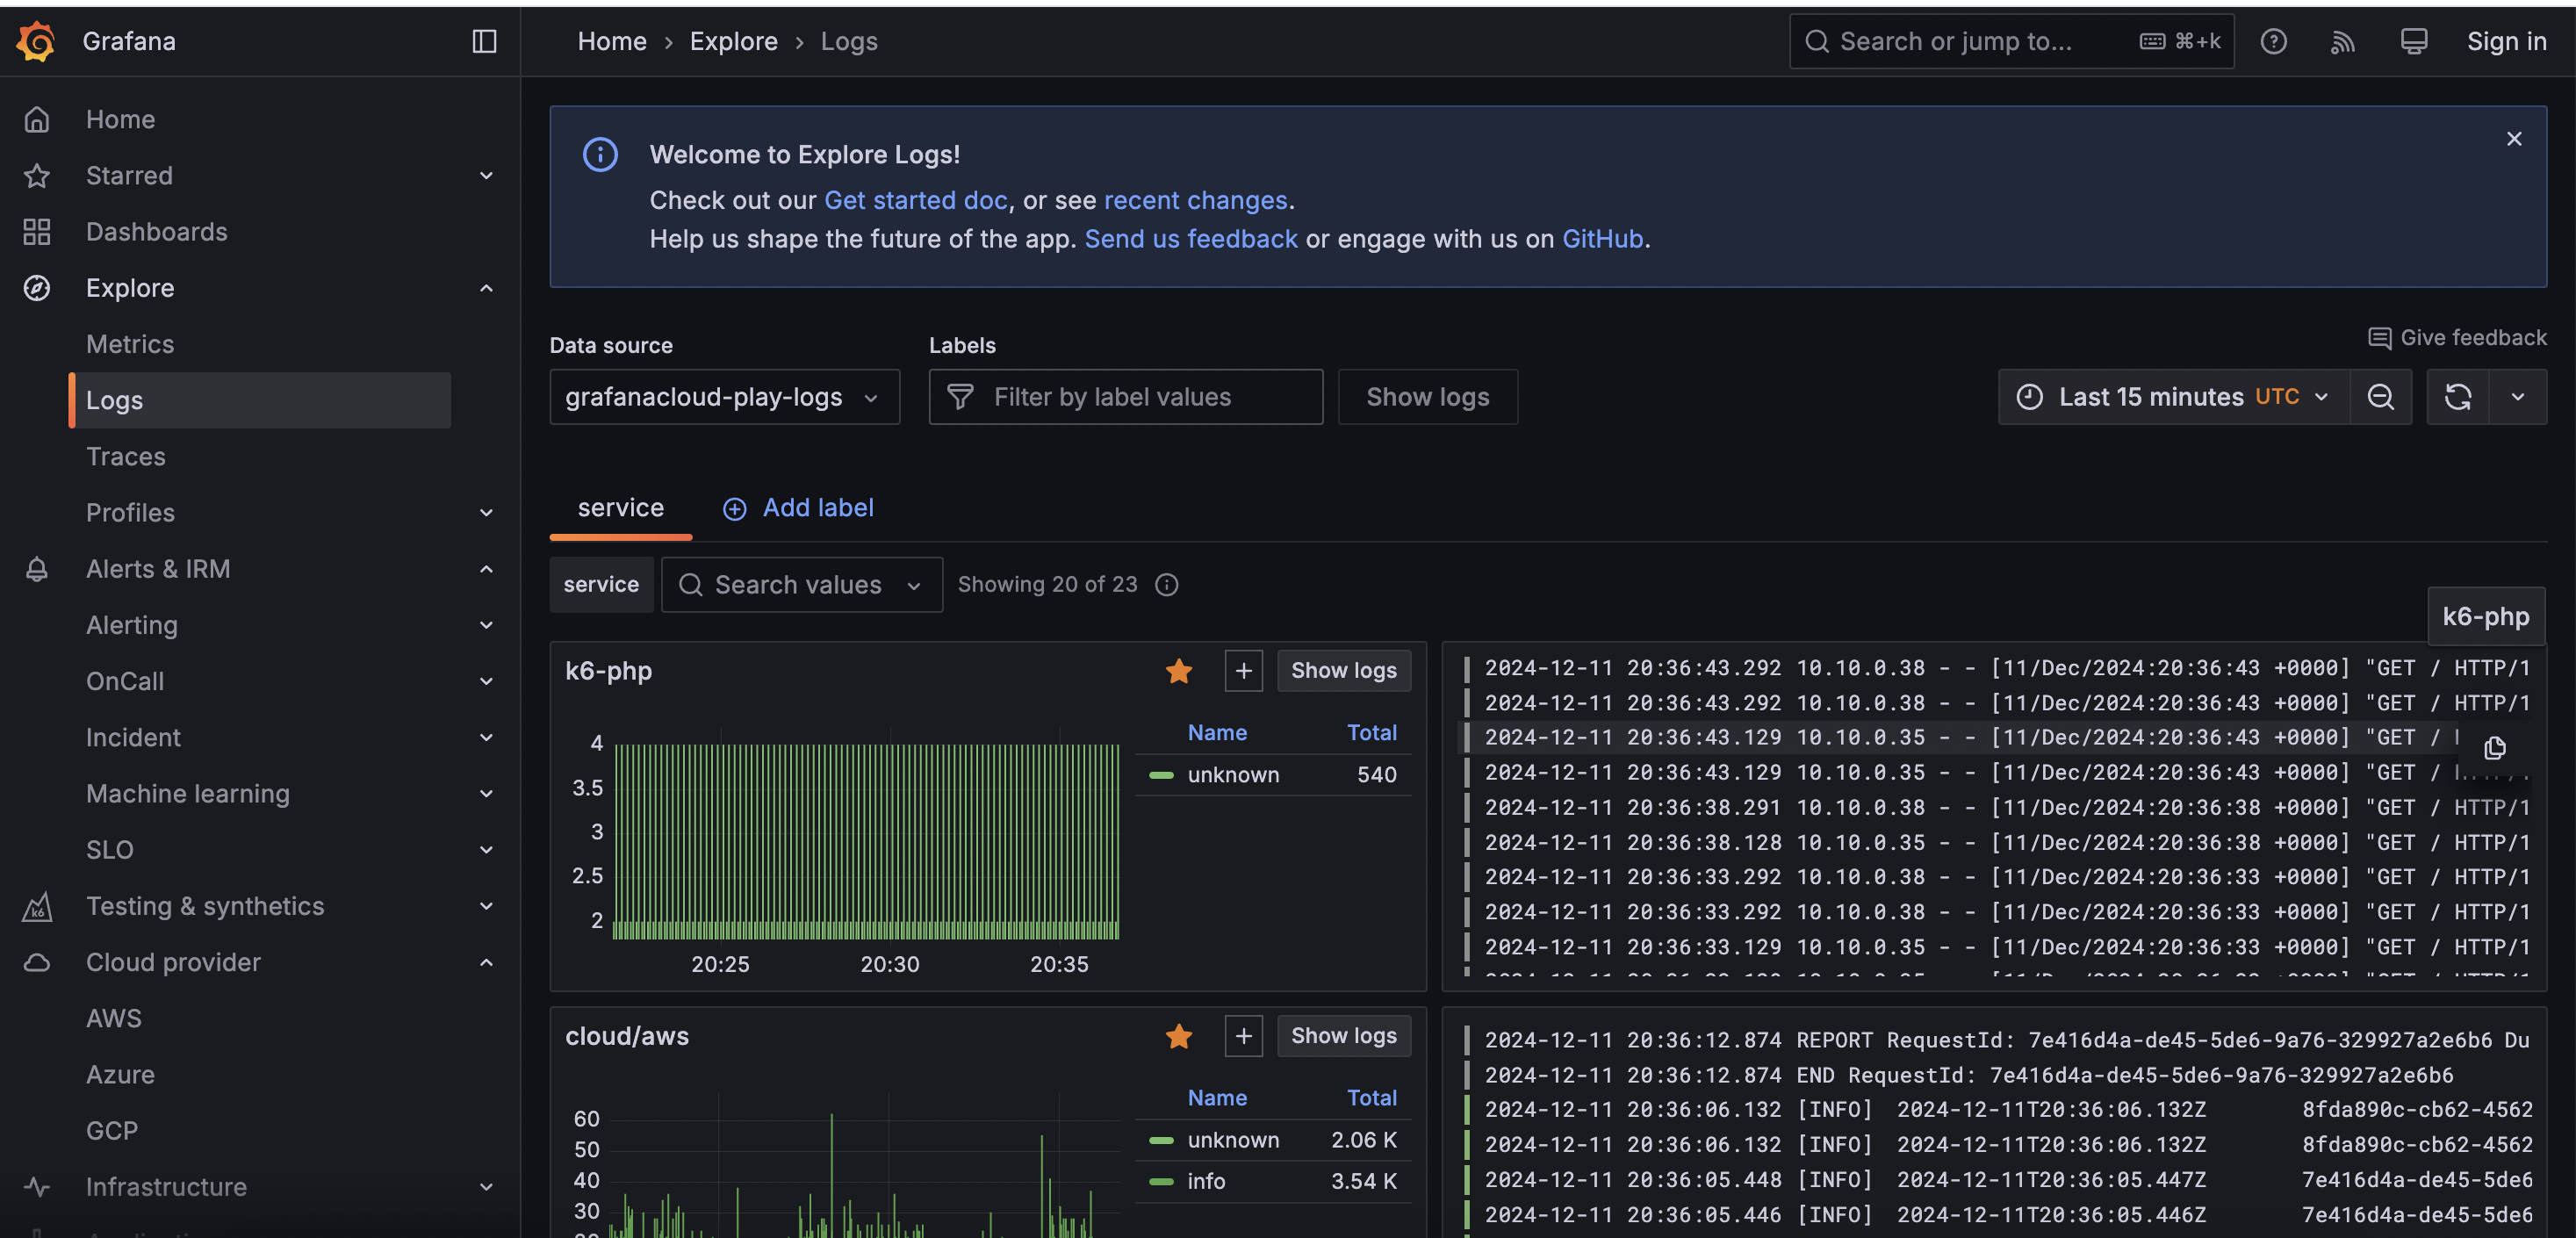 Grafana
Home › Explore › Logs
Search or jump to... ⌘+k
Sign in
Home
Starred
Dashboards
Explore
Metrics
Logs
Traces
Profiles
Alerts & IRM
Alerting
OnCall
Incident
Machine learning
SLO
Testing & synthetics
Cloud provider
AWS
Azure
GCP
Infrastructure
Welcome to Explore Logs!
Check out our Get started doc, or see recent changes.
Help us shape the future of the app. Send us feedback or engage with us on GitHub.
Give feedback
Data source
Labels
grafanacloud-play-logs
Filter by label values
Show logs
Last 15 minutes UTC
service
Add label
service
Search values
Showing 20 of 23
k6-php
k6-php
Show logs
Name Total
unknown 540
4
3.5
3
2.5
2
20:25 20:30 20:35
2024-12-11 20:36:43.292 10.10.0.38 - - [11/Dec/2024:20:36:43 +0000] "GET / HTTP/1
2024-12-11 20:36:43.292 10.10.0.38 - - [11/Dec/2024:20:36:43 +0000] "GET / HTTP/1
2024-12-11 20:36:43.129 10.10.0.35 - - [11/Dec/2024:20:36:43 +0000] "GET /
2024-12-11 20:36:43.129 10.10.0.35 - - [11/Dec/2024:20:36:43 +0000] "GET /
2024-12-11 20:36:38.291 10.10.0.38 - - [11/Dec/2024:20:36:38 +0000] "GET / HTTP/1
2024-12-11 20:36:38.128 10.10.0.35 - - [11/Dec/2024:20:36:38 +0000] "GET / HTTP/1
2024-12-11 20:36:33.292 10.10.0.38 - - [11/Dec/2024:20:36:33 +0000] "GET / HTTP/1
2024-12-11 20:36:33.292 10.10.0.38 - - [11/Dec/2024:20:36:33 +0000] "GET / HTTP/1
2024-12-11 20:36:33.129 10.10.0.35 - - [11/Dec/2024:20:36:33 +0000] "GET / HTTP/1
cloud/aws
Show logs
Name Total
unknown 2.06 K
info 3.54 K
60
50
40
30
2024-12-11 20:36:12.874 REPORT RequestId: 7e416d4a-de45-5de6-9a76-329927a2e6b6 Du
2024-12-11 20:36:12.874 END RequestId: 7e416d4a-de45-5de6-9a76-329927a2e6b6
2024-12-11 20:36:06.132 [INFO] 2024-12-11T20:36:06.132Z 8fda890c-cb62-4562
2024-12-11 20:36:06.132 [INFO] 2024-12-11T20:36:06.132Z 8fda890c-cb62-4562
2024-12-11 20:36:05.448 [INFO] 2024-12-11T20:36:05.447Z 7e416d4a-de45-5de6
2024-12-11 20:36:05.446 [INFO] 2024-12-11T20:36:05.446Z 7e416d4a-de45-5de6